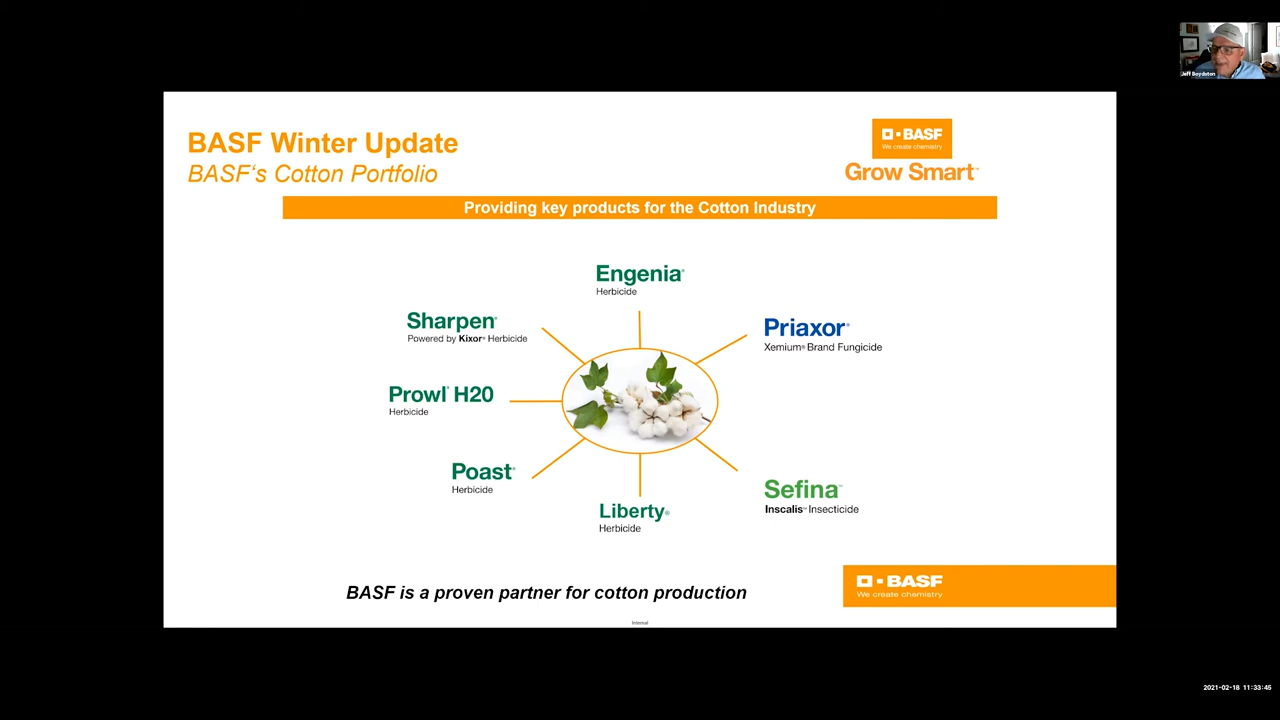 Jeff Boydston
BASF Winter Update
BASF's Cotton Portfolio
BASF
We create chemistry
Grow Smart™
Providing key products for the Cotton Industry
Engenia®
Herbicide
Sharpen®
Powered by Kixor® Herbicide
Priaxor®
Xemium® Brand Fungicide
Prowl® H20
Herbicide
Poast®
Herbicide
Sefina™
Inscalis™ Insecticide
Liberty®
Herbicide
BASF is a proven partner for cotton production
BASF
We create chemistry
Internal
2021-02-18 11:33:45